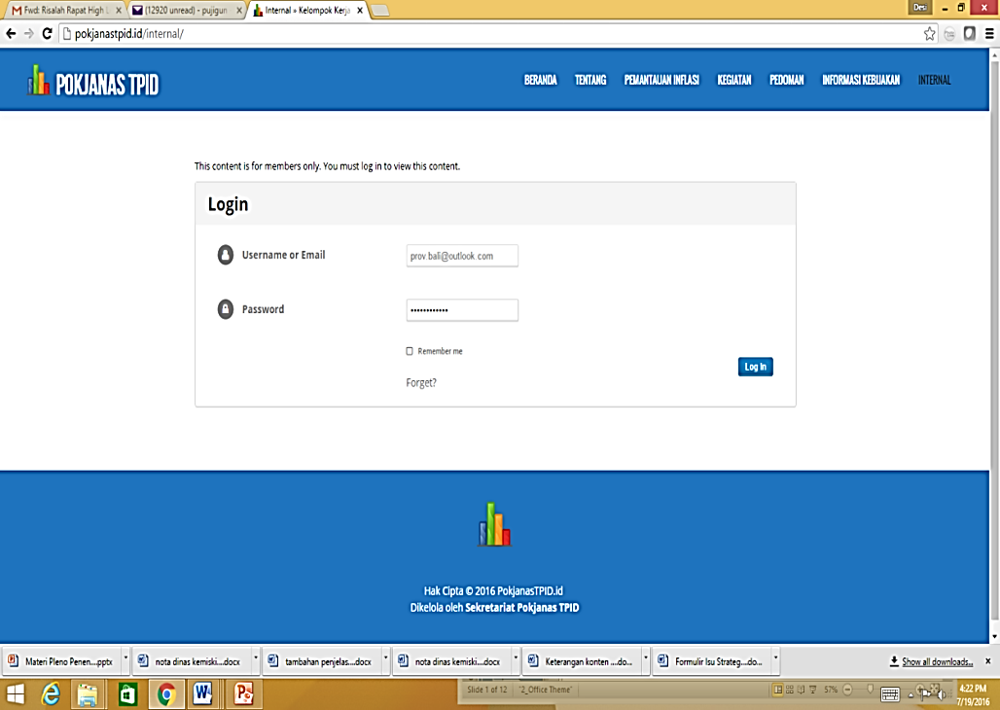 Fwd: Risalah Rapat High
(12920 unread) - pujigun
Internal » Kelompok Kerja
Desi
pokjanastpid.id/internal/
POKJANAS TPID
BERANDA TENTANG PEMANTAUAN INFLASI KEGIATAN PEDOMAN INFORMASI KEBIJAKAN INTERNAL
This content is for members only. You must log in to view this content.
Login
Username or Email
prov.bali@outlook.com
Password
••••••••••••
Remember me
Forget?
Log In
Hak Cipta © 2016 PokjanasTPID.id
Dikelola oleh Sekretariat Pokjanas TPID
Materi Pleno Penen....pptx
nota dinas kemiski....docx
tambahan penjelas....docx
nota dinas kemiski....docx
Keterangan konten ....do...
Formulir Isu Strateg....do...
Show all downloads...
Slide 1 of 12 "2_Office Theme" 57%
4:22 PM
7/19/2016